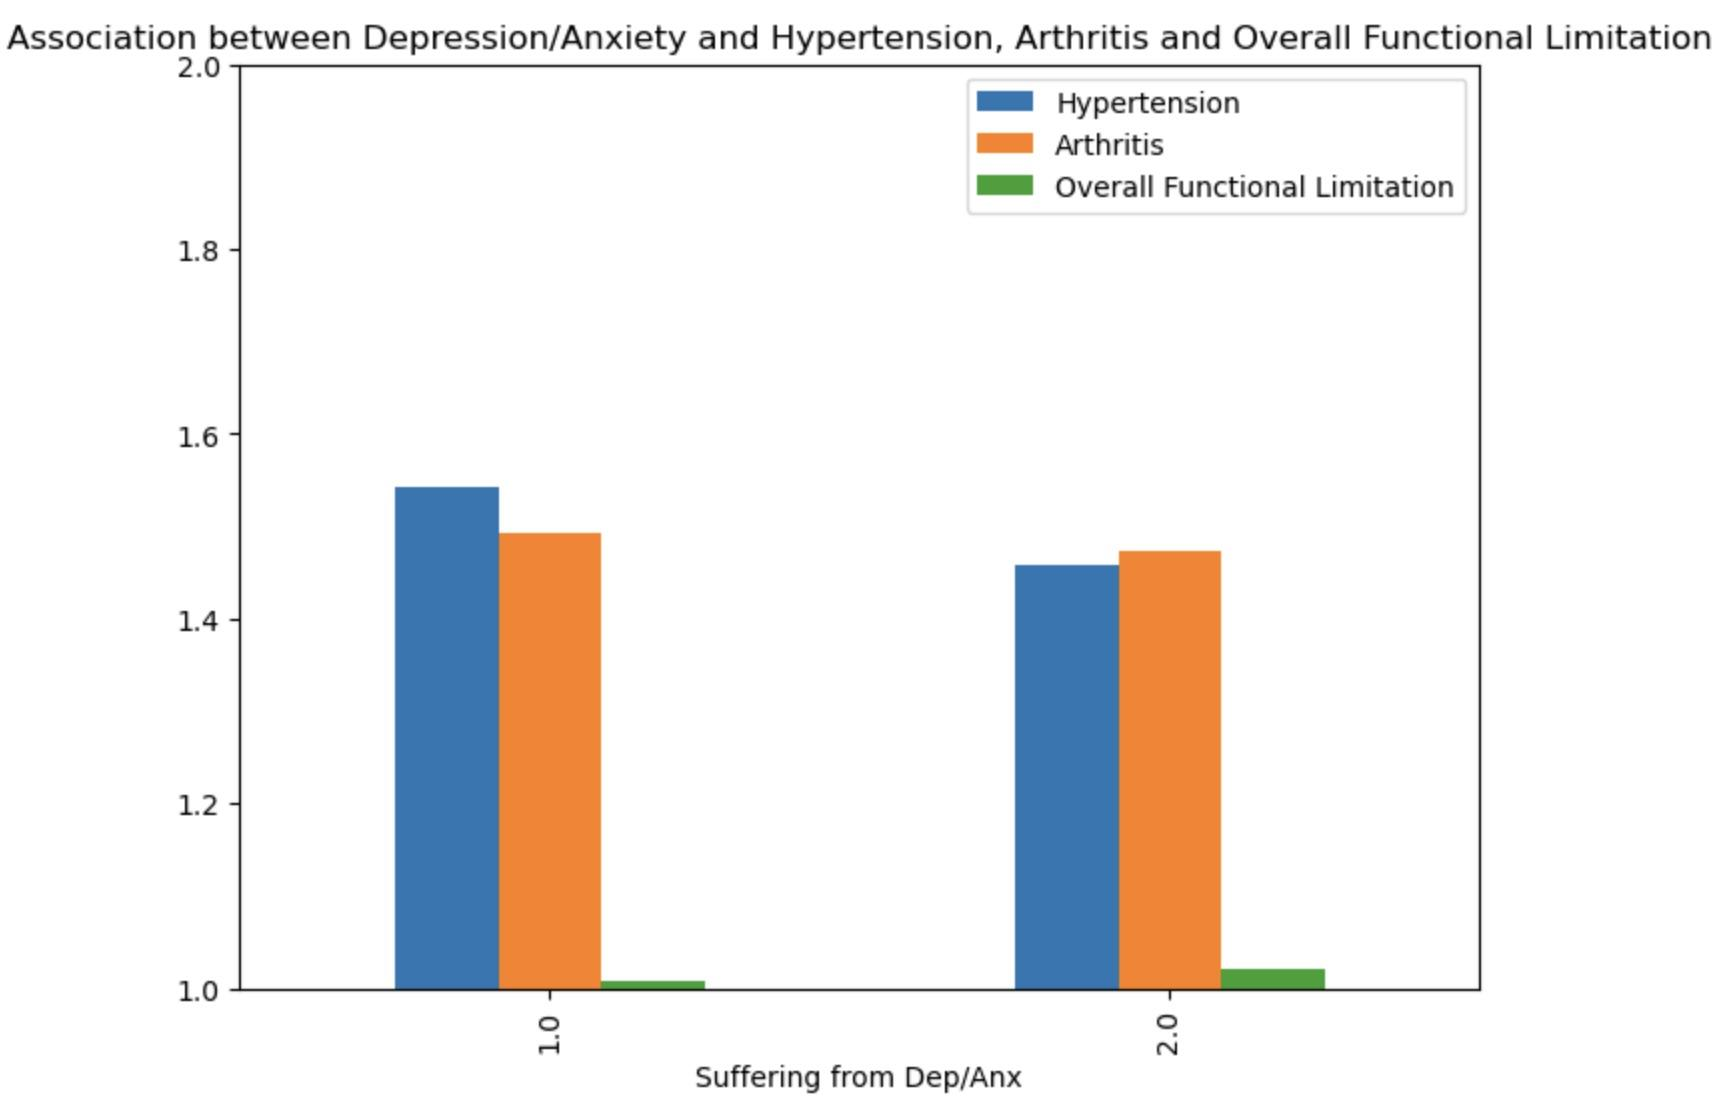 Association between Depression/Anxiety and Hypertension, Arthritis and Overall Functional Limitation
Hypertension
Arthritis
Overall Functional Limitation
2.0
1.8
1.6
1.4
1.2
1.0
1.0
2.0
Suffering from Dep/Anx